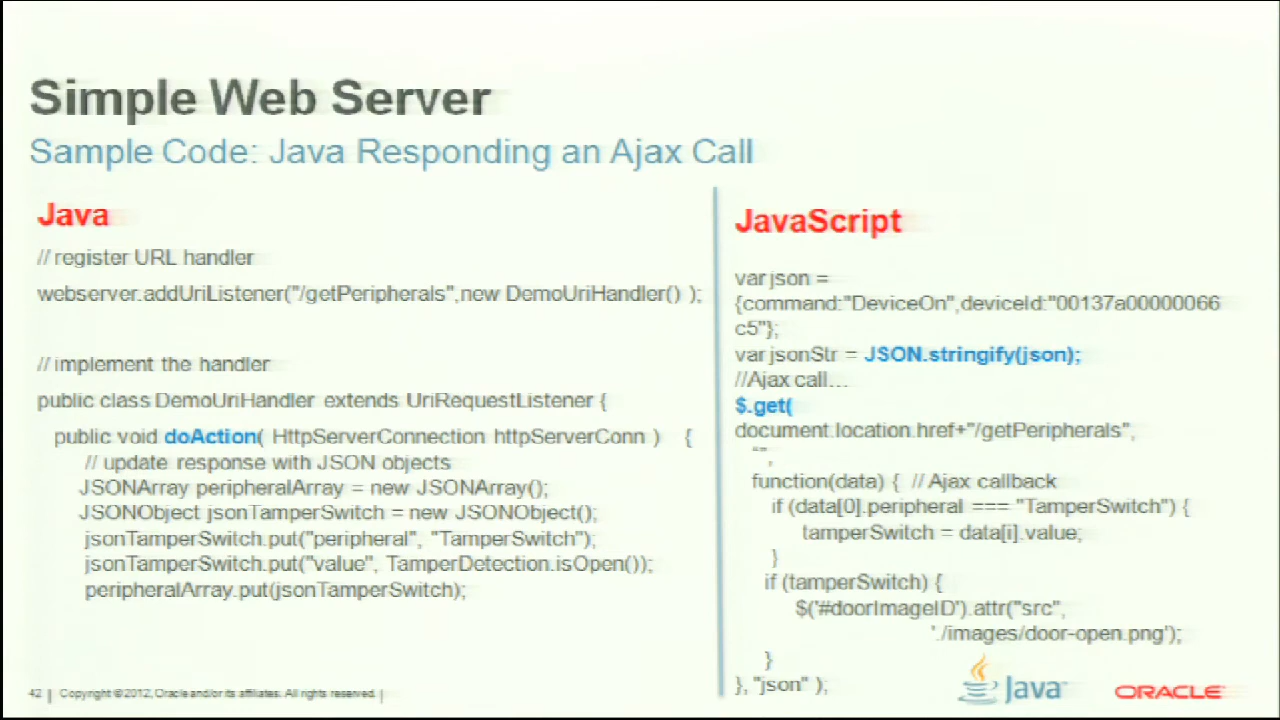 Simple Web Server
Sample Code: Java Responding an Ajax Call
Java
// register URL handler
webserver.addUriListener("/getPeripherals",new DemoUriHandler() );
// implement the handler
public class DemoUriHandler extends UriRequestListener {
public void doAction( HttpServerConnection httpServerConn ) {
// update response with JSON objects
JSONArray peripheralArray = new JSONArray();
JSONObject jsonTamperSwitch = new JSONObject();
jsonTamperSwitch.put("peripheral", "TamperSwitch");
jsonTamperSwitch.put("value", TamperDetection.isOpen());
peripheralArray.put(jsonTamperSwitch);
JavaScript
var json =
{command:"DeviceOn",deviceId:"00137a00000066
c5"};
var jsonStr = JSON.stringify(json);
//Ajax call…
$.get(
document.location.href+"/getPeripherals",
“”,
function(data) { // Ajax callback
if (data[0].peripheral === "TamperSwitch") {
tamperSwitch = data[i].value;
}
if (tamperSwitch) {
$('#doorImageID').attr("src",
'./images/door-open.png');
}
}, "json" );
42 | Copyright © 2012, Oracle and/or its affiliates. All rights reserved. |
Java
ORACLE